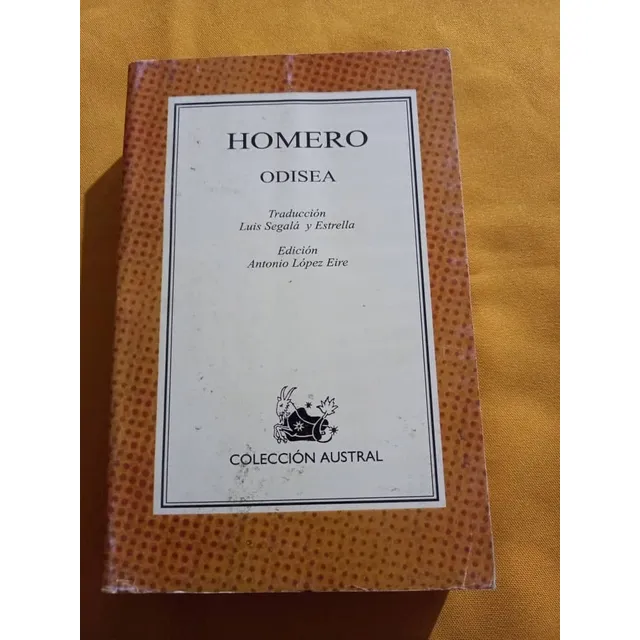 HOMERO
ODISEA
Traducción
Luis Segalá y Estrella
Edición
Antonio López Eire
COLECCIÓN AUSTRAL